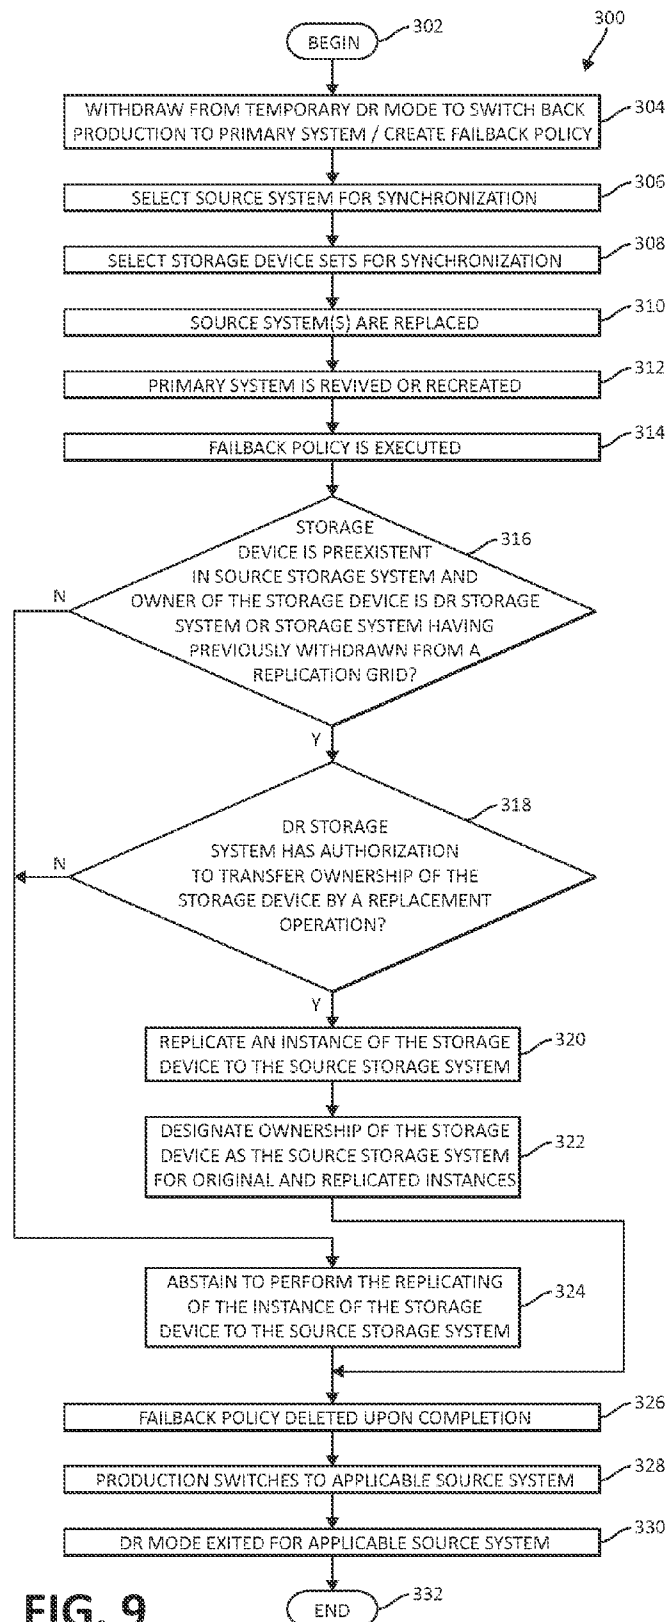 300
BEGIN
302
WITHDRAW FROM TEMPORARY DR MODE TO SWITCH BACK
PRODUCTION TO PRIMARY SYSTEM / CREATE FAILBACK POLICY
304
SELECT SOURCE SYSTEM FOR SYNCHRONIZATION
306
SELECT STORAGE DEVICE SETS FOR SYNCHRONIZATION
308
SOURCE SYSTEM(S) ARE REPLACED
310
PRIMARY SYSTEM IS REVIVED OR RECREATED
312
FAILBACK POLICY IS EXECUTED
314
STORAGE
DEVICE IS PREEXISTENT
IN SOURCE STORAGE SYSTEM AND
OWNER OF THE STORAGE DEVICE IS DR STORAGE
SYSTEM OR STORAGE SYSTEM HAVING
PREVIOUSLY WITHDRAWN FROM A
REPLICATION GRID?
316
N
Y
DR STORAGE
SYSTEM HAS AUTHORIZATION
TO TRANSFER OWNERSHIP OF THE
STORAGE DEVICE BY A REPLACEMENT
OPERATION?
318
N
Y
REPLICATE AN INSTANCE OF THE STORAGE
DEVICE TO THE SOURCE STORAGE SYSTEM
320
DESIGNATE OWNERSHIP OF THE STORAGE
DEVICE AS THE SOURCE STORAGE SYSTEM
FOR ORIGINAL AND REPLICATED INSTANCES
322
ABSTAIN TO PERFORM THE REPLICATING
OF THE INSTANCE OF THE STORAGE
DEVICE TO THE SOURCE STORAGE SYSTEM
324
FAILBACK POLICY DELETED UPON COMPLETION
326
PRODUCTION SWITCHES TO APPLICABLE SOURCE SYSTEM
328
DR MODE EXITED FOR APPLICABLE SOURCE SYSTEM
330
END
332
FIG. 9